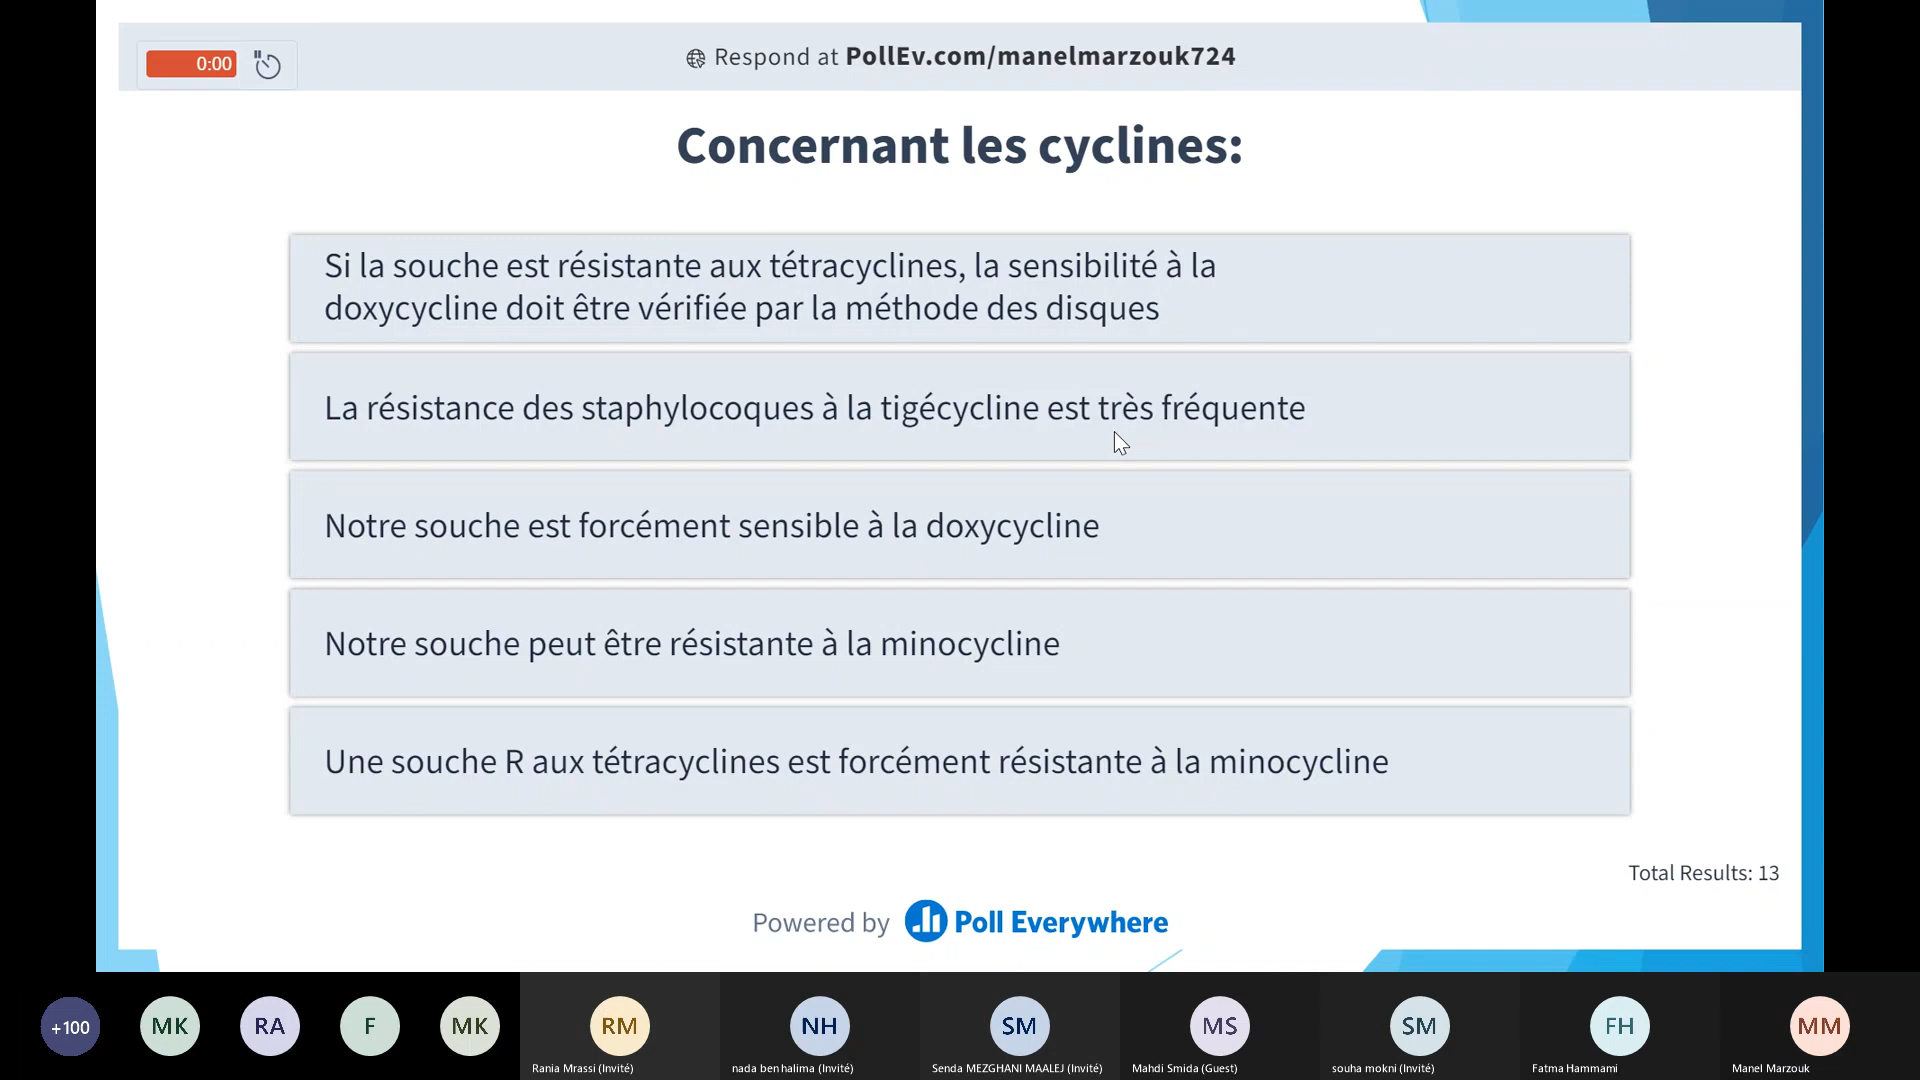 0:00
Respond at PollEv.com/manelmarzouk724
Concernant les cyclines:
Si la souche est résistante aux tétracyclines, la sensibilité à la
doxycycline doit être vérifiée par la méthode des disques
La résistance des staphylocoques à la tigécycline est très fréquente
Notre souche est forcément sensible à la doxycycline
Notre souche peut être résistante à la minocycline
Une souche R aux tétracyclines est forcément résistante à la minocycline
Total Results: 13
Powered by Poll Everywhere
+100
MK
RA
F
MK
RM
NH
SM
MS
SM
FH
MM
Rania Mrassi (Invité)
nada ben halima (Invité)
Senda MEZGHANI MAALEJ (Invité)
Mahdi Smida (Guest)
souha mokni (Invité)
Fatma Hammami
Manel Marzouk